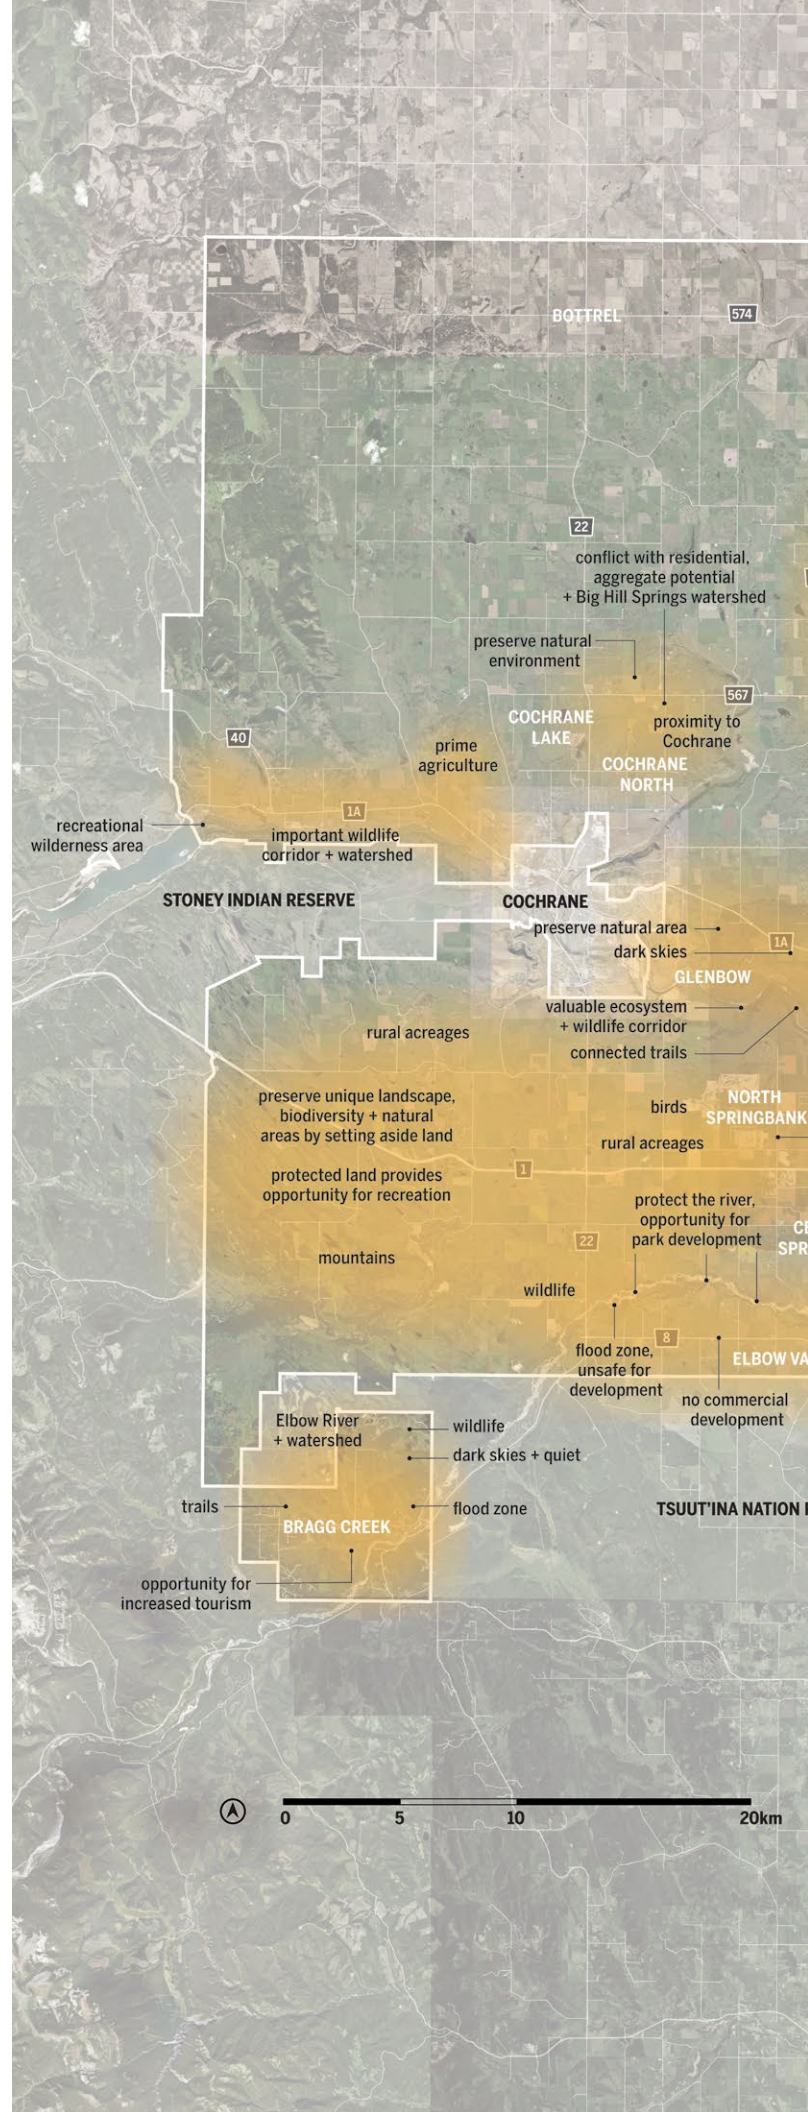 BOTTREL
574
22
conflict with residential,
aggregate potential
+ Big Hill Springs watershed
preserve natural
environment
567
COCHRANE
LAKE
proximity to
Cochrane
40
prime
agriculture
COCHRANE
NORTH
1A
recreational
wilderness area
important wildlife
corridor + watershed
STONEY INDIAN RESERVE
COCHRANE
preserve natural area
1A
dark skies
GLENBOW
valuable ecosystem
+ wildlife corridor
connected trails
rural acreages
preserve unique landscape,
biodiversity + natural
areas by setting aside land
birds
NORTH
SPRINGBANK
rural acreages
protected land provides
opportunity for recreation
1
protect the river,
opportunity for
park development
22
CE
SPR
mountains
wildlife
8
flood zone,
unsafe for
development
ELBOW VA
no commercial
development
Elbow River
+ watershed
wildlife
dark skies + quiet
trails
flood zone
BRAGG CREEK
TSUUT'INA NATION
opportunity for
increased tourism
0 5 10 20km